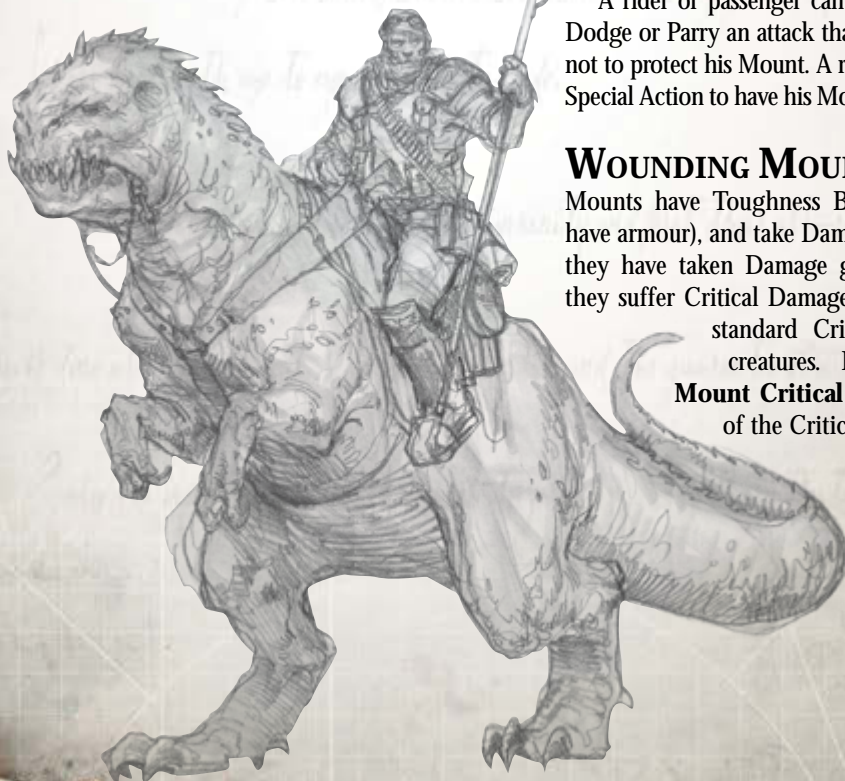 A rider or passenger can
Dodge or Parry an attack tha
not to protect his Mount. A r
Special Action to have his Mo
WOUNDING MOU
Mounts have Toughness B
have armour), and take Dam
they have taken Damage g
they suffer Critical Damage
standard Cri
creatures.
Mount Critical
of the Critic